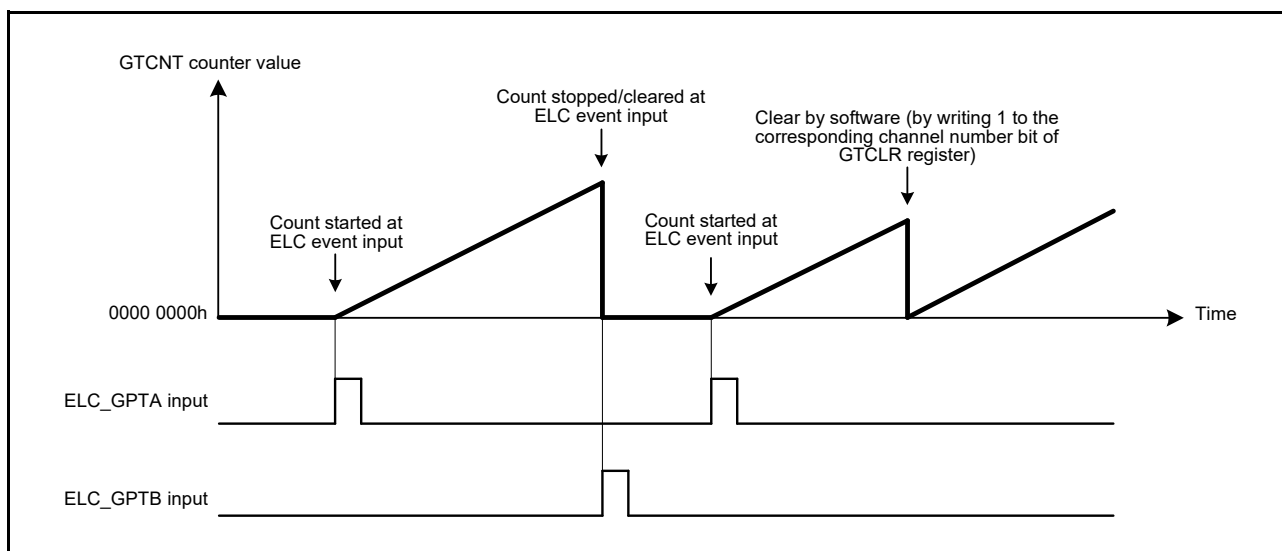 GTCNT counter value
Count stopped/cleared at
ELC event input
Clear by software (by writing 1 to the
corresponding channel number bit of
GTCLR register)
Count started at
ELC event input
Count started at
ELC event input
0000 0000h
Time
ELC_GPTA input
ELC_GPTB input